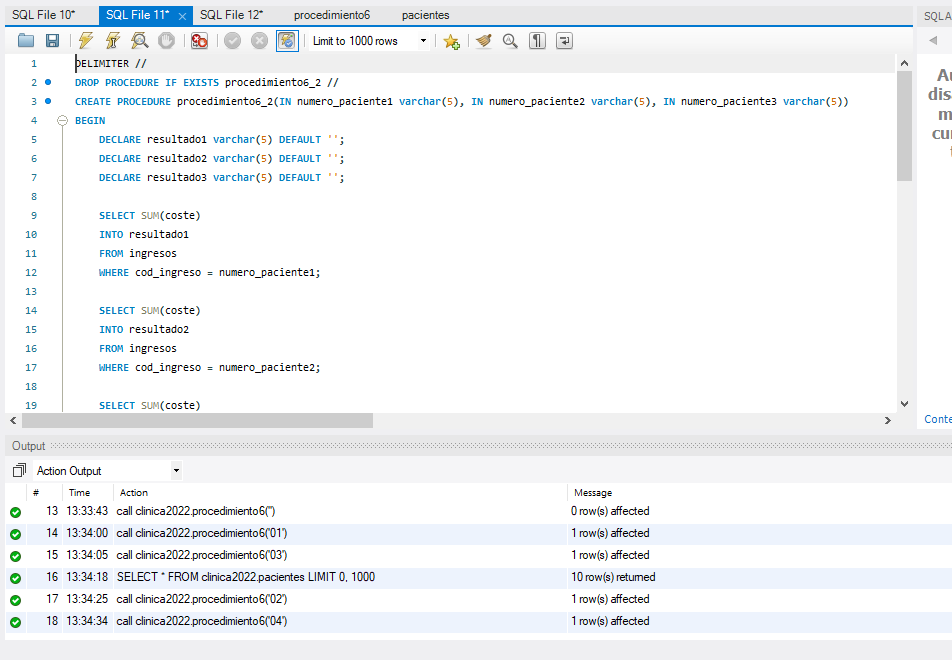 SQL File 10* SQL File 11* SQL File 12* procedimiento6 pacientes
Limit to 1000 rows
1 DELIMITER //
2 DROP PROCEDURE IF EXISTS procedimiento6_2 //
3 CREATE PROCEDURE procedimiento6_2(IN numero_paciente1 varchar(5), IN numero_paciente2 varchar(5), IN numero_paciente3 varchar(5))
4 BEGIN
5 DECLARE resultado1 varchar(5) DEFAULT '';
6 DECLARE resultado2 varchar(5) DEFAULT '';
7 DECLARE resultado3 varchar(5) DEFAULT '';
8
9 SELECT SUM(coste)
10 INTO resultado1
11 FROM ingresos
12 WHERE cod_ingreso = numero_paciente1;
13
14 SELECT SUM(coste)
15 INTO resultado2
16 FROM ingresos
17 WHERE cod_ingreso = numero_paciente2;
18
19 SELECT SUM(coste)
SQLA
Au
dis
m
cu
Conte
Output
Action Output
# Time Action Message
13 13:33:43 call clinica2022.procedimiento6('') 0 row(s) affected
14 13:34:00 call clinica2022.procedimiento6('01') 1 row(s) affected
15 13:34:05 call clinica2022.procedimiento6('03') 1 row(s) affected
16 13:34:18 SELECT * FROM clinica2022.pacientes LIMIT 0, 1000 10 row(s) returned
17 13:34:25 call clinica2022.procedimiento6('02') 1 row(s) affected
18 13:34:34 call clinica2022.procedimiento6('04') 1 row(s) affected